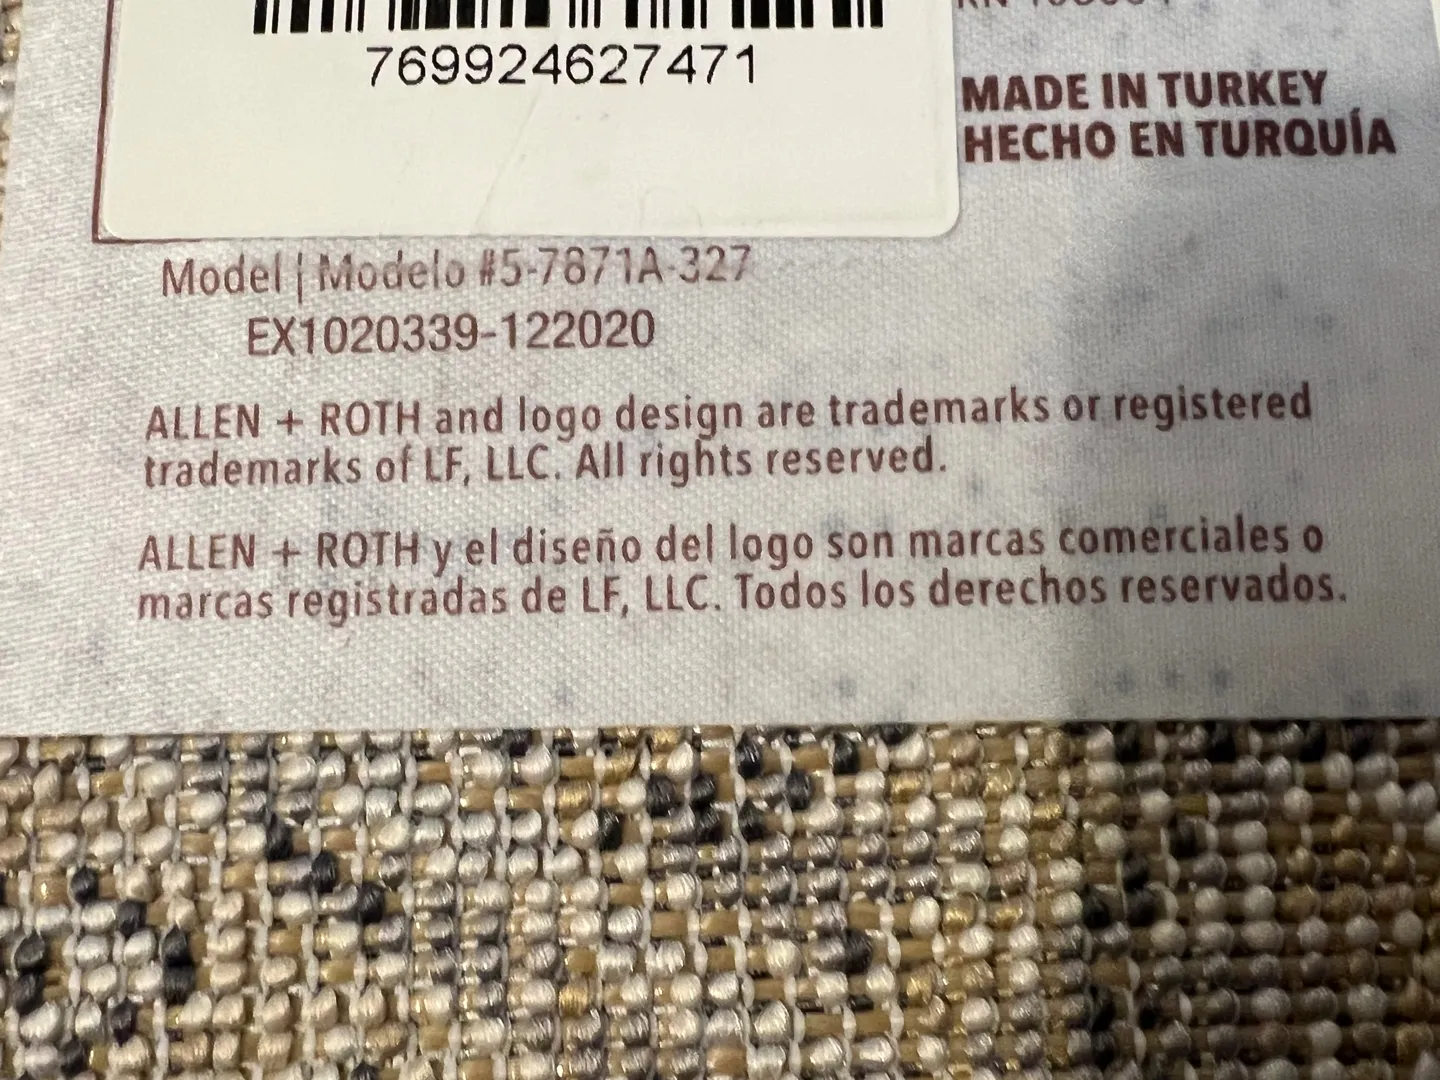 769924627471
MADE IN TURKEY
HECHO EN TURQUÍA
Model | Modelo #5-7871A-327
EX1020339-122020
ALLEN + ROTH and logo design are trademarks or registered
trademarks of LF, LLC. All rights reserved.
ALLEN + ROTH y el diseño del logo son marcas comerciales o
marcas registradas de LF, LLC. Todos los derechos reservados.